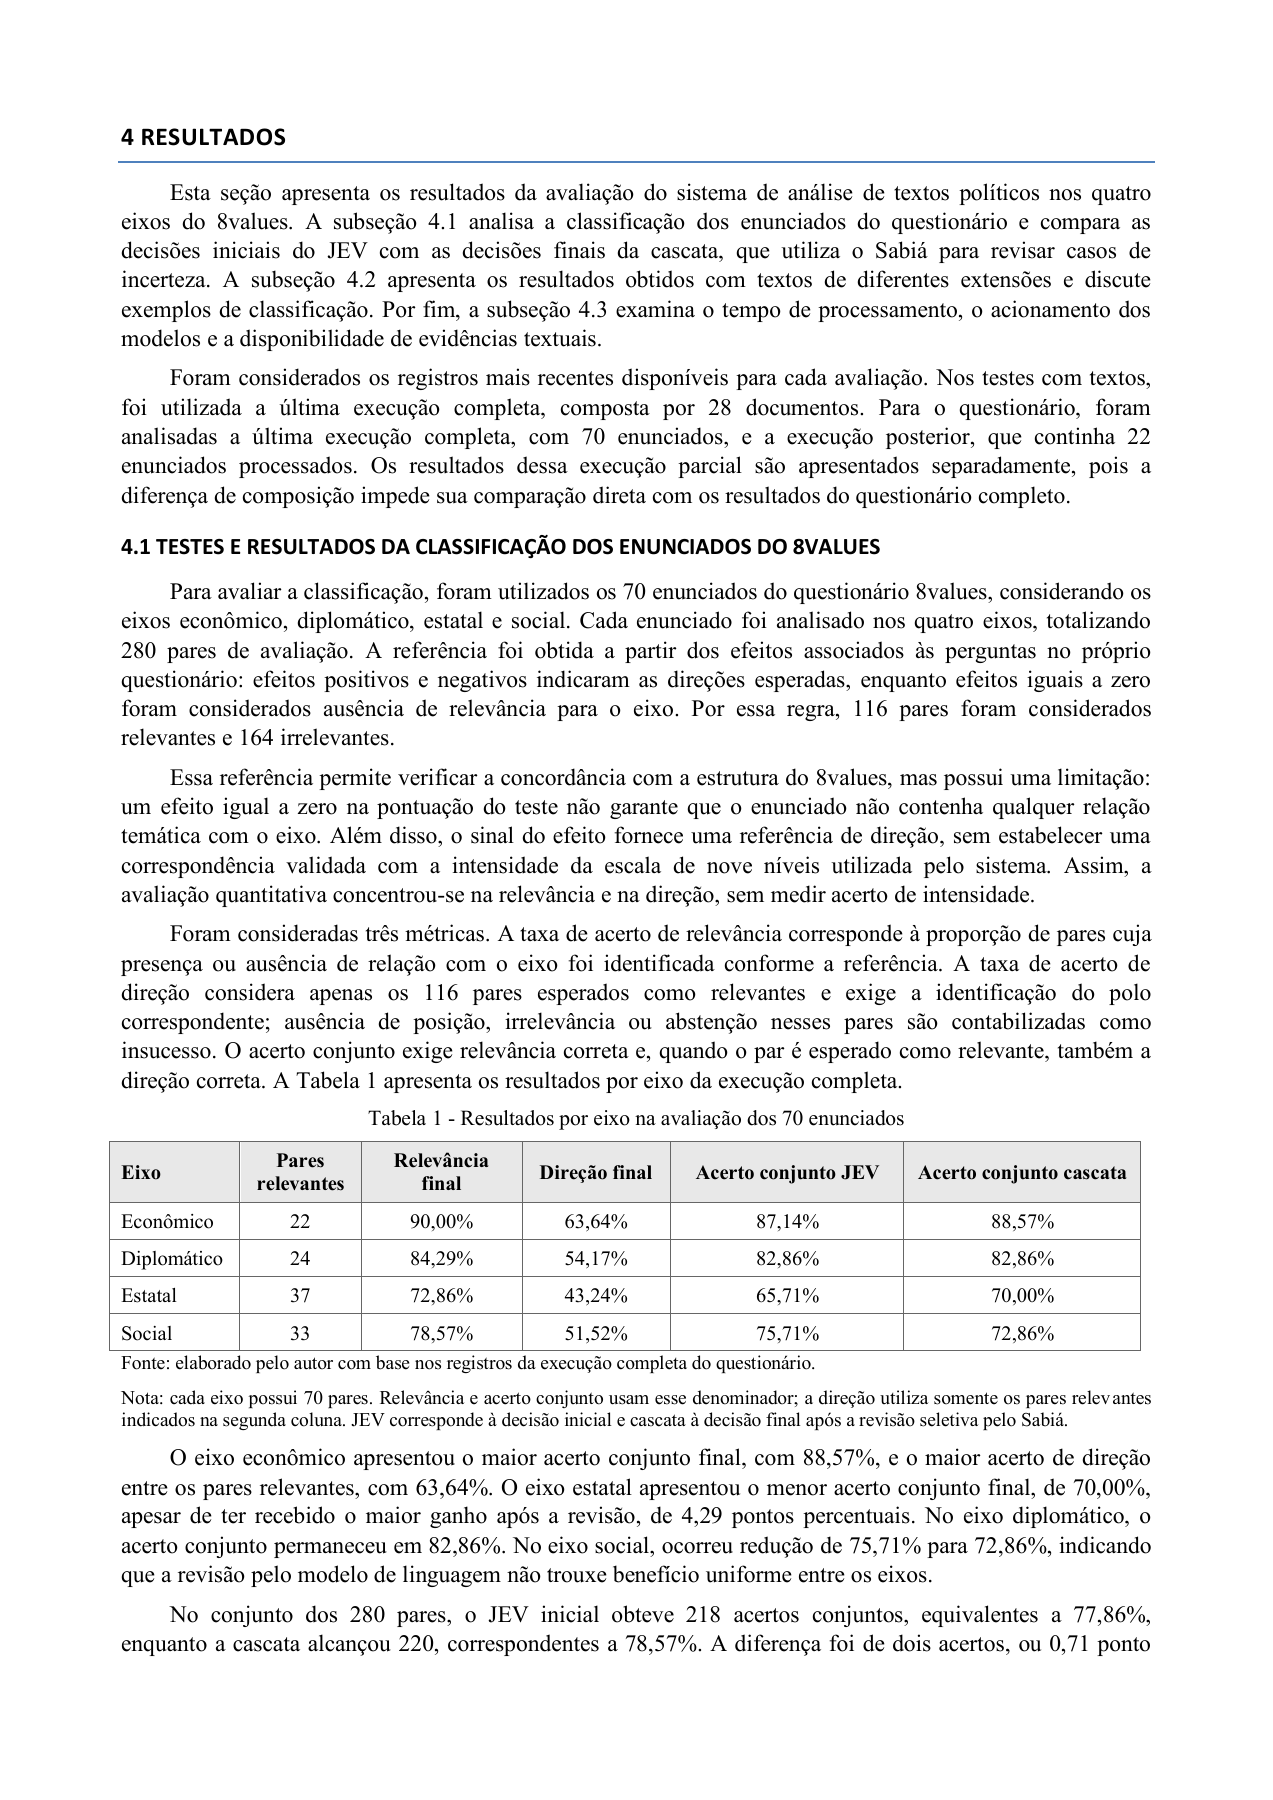 4 RESULTADOS
Esta seção apresenta os resultados da avaliação do sistema de análise de textos políticos nos quatro
eixos do 8values. A subseção 4.1 analisa a classificação dos enunciados do questionário e compara as
decisões iniciais do JEV com as decisões finais da cascata, que utiliza o Sabiá para revisar casos de
incerteza. A subseção 4.2 apresenta os resultados obtidos com textos de diferentes extensões e discute
exemplos de classificação. Por fim, a subseção 4.3 examina o tempo de processamento, o acionamento dos
modelos e a disponibilidade de evidências textuais.
Foram considerados os registros mais recentes disponíveis para cada avaliação. Nos testes com textos,
foi utilizada a última execução completa, composta por 28 documentos. Para o questionário, foram
analisadas a última execução completa, com 70 enunciados, e a execução posterior, que continha 22
enunciados processados. Os resultados dessa execução parcial são apresentados separadamente, pois a
diferença de composição impede sua comparação direta com os resultados do questionário completo.
4.1 TESTES E RESULTADOS DA CLASSIFICAÇÃO DOS ENUNCIADOS DO 8VALUES
Para avaliar a classificação, foram utilizados os 70 enunciados do questionário 8values, considerando os
eixos econômico, diplomático, estatal e social. Cada enunciado foi analisado nos quatro eixos, totalizando
280 pares de avaliação. A referência foi obtida a partir dos efeitos associados às perguntas no próprio
questionário: efeitos positivos e negativos indicaram as direções esperadas, enquanto efeitos iguais a zero
foram considerados ausência de relevância para o eixo. Por essa regra, 116 pares foram considerados
relevantes e 164 irrelevantes.
Essa referência permite verificar a concordância com a estrutura do 8values, mas possui uma limitação:
um efeito igual a zero na pontuação do teste não garante que o enunciado não contenha qualquer relação
temática com o eixo. Além disso, o sinal do efeito fornece uma referência de direção, sem estabelecer uma
correspondência validada com a intensidade da escala de nove níveis utilizada pelo sistema. Assim, a
avaliação quantitativa concentrou-se na relevância e na direção, sem medir acerto de intensidade.
Foram consideradas três métricas. A taxa de acerto de relevância corresponde à proporção de pares cuja
presença ou ausência de relação com o eixo foi identificada conforme a referência. A taxa de acerto de
direção considera apenas os 116 pares esperados como relevantes e exige a identificação do polo
correspondente; ausência de posição, irrelevância ou abstenção nesses pares são contabilizadas como
insucesso. O acerto conjunto exige relevância correta e, quando o par é esperado como relevante, também a
direção correta. A Tabela 1 apresenta os resultados por eixo da execução completa.
Tabela 1 - Resultados por eixo na avaliação dos 70 enunciados
Eixo Pares relevantes Relevância final Direção final Acerto conjunto JEV Acerto conjunto cascata
Econômico 22 90,00% 63,64% 87,14% 88,57%
Diplomático 24 84,29% 54,17% 82,86% 82,86%
Estatal 37 72,86% 43,24% 65,71% 70,00%
Social 33 78,57% 51,52% 75,71% 72,86%
Fonte: elaborado pelo autor com base nos registros da execução completa do questionário.
Nota: cada eixo possui 70 pares. Relevância e acerto conjunto usam esse denominador; a direção utiliza somente os pares relevantes
indicados na segunda coluna. JEV corresponde à decisão inicial e cascata à decisão final após a revisão seletiva pelo Sabiá.
O eixo econômico apresentou o maior acerto conjunto final, com 88,57%, e o maior acerto de direção
entre os pares relevantes, com 63,64%. O eixo estatal apresentou o menor acerto conjunto final, de 70,00%,
apesar de ter recebido o maior ganho após a revisão, de 4,29 pontos percentuais. No eixo diplomático, o
acerto conjunto permaneceu em 82,86%. No eixo social, ocorreu redução de 75,71% para 72,86%, indicando
que a revisão pelo modelo de linguagem não trouxe benefício uniforme entre os eixos.
No conjunto dos 280 pares, o JEV inicial obteve 218 acertos conjuntos, equivalentes a 77,86%,
enquanto a cascata alcançou 220, correspondentes a 78,57%. A diferença foi de dois acertos, ou 0,71 ponto